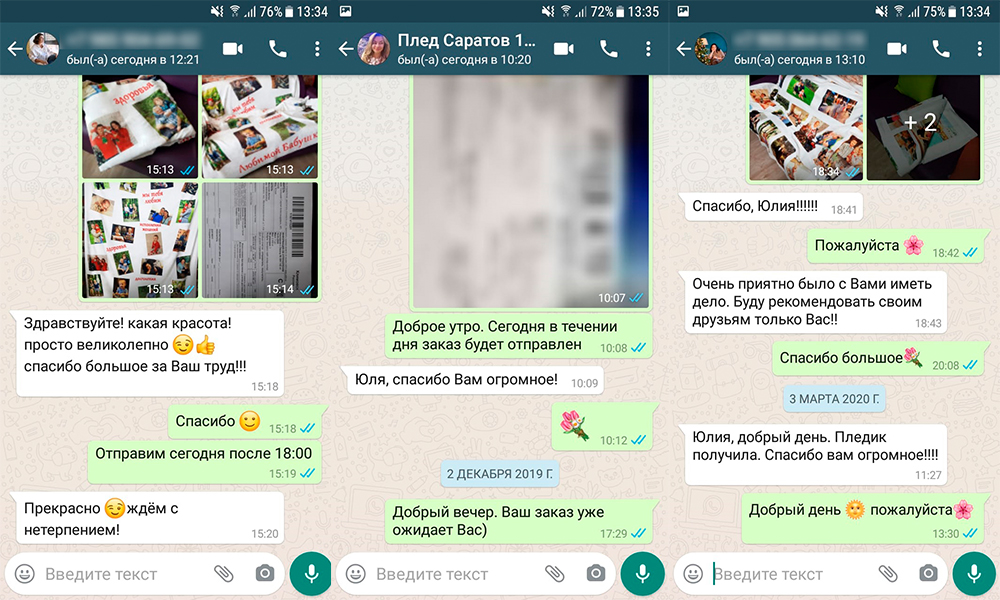 76% 13:34
был(-а) сегодня в 12:21
Здоровья
15:13
Любимой Бабушке
15:13
мы тебя
любим
здоровья
15:13
15:14
Здравствуйте! какая красота!
просто великолепно 😉👍
спасибо большое за Ваш труд!!!
15:18
Спасибо 🙂
15:18
Отправим сегодня после 18:00
15:19
Прекрасно 😉ждём с
нетерпением!
15:20
Введите текст
72% 13:35
Плед Саратов 1...
был(-а) сегодня в 10:20
10:07
Доброе утро. Сегодня в течении
дня заказ будет отправлен
10:08
Юля, спасибо Вам огромное!
10:09
🌷
10:12
2 ДЕКАБРЯ 2019 Г.
Добрый вечер. Ваш заказ уже
ожидает Вас)
17:29
Введите текст
75% 13:34
был(-а) сегодня в 13:10
18:34
+ 2
Спасибо, Юлия!!!!!!
18:41
Пожалуйста 🌸
18:42
Очень приятно было с Вами иметь
дело. Буду рекомендовать своим
друзьям только Вас!!
18:43
Спасибо большое🌷
20:08
3 МАРТА 2020 Г.
Юлия, добрый день. Пледик
получила. Спасибо вам огромное!!!!
11:27
Добрый день 🌞 пожалуйста🌸
13:30
Введите текст